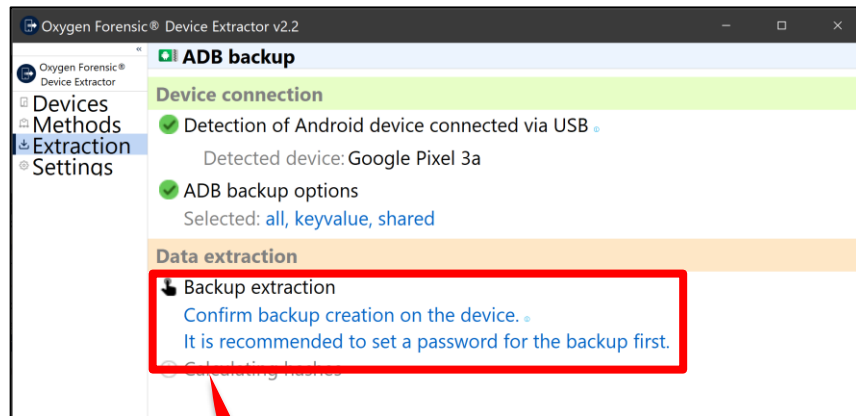 Oxygen Forensic® Device Extractor v2.2
«
Oxygen Forensic®
Device Extractor
Devices
Methods
Extraction
Settings
ADB backup
Device connection
Detection of Android device connected via USB
Detected device: Google Pixel 3a
ADB backup options
Selected: all, keyvalue, shared
Data extraction
Backup extraction
Confirm backup creation on the device.
It is recommended to set a password for the backup first.
Calculating hashes